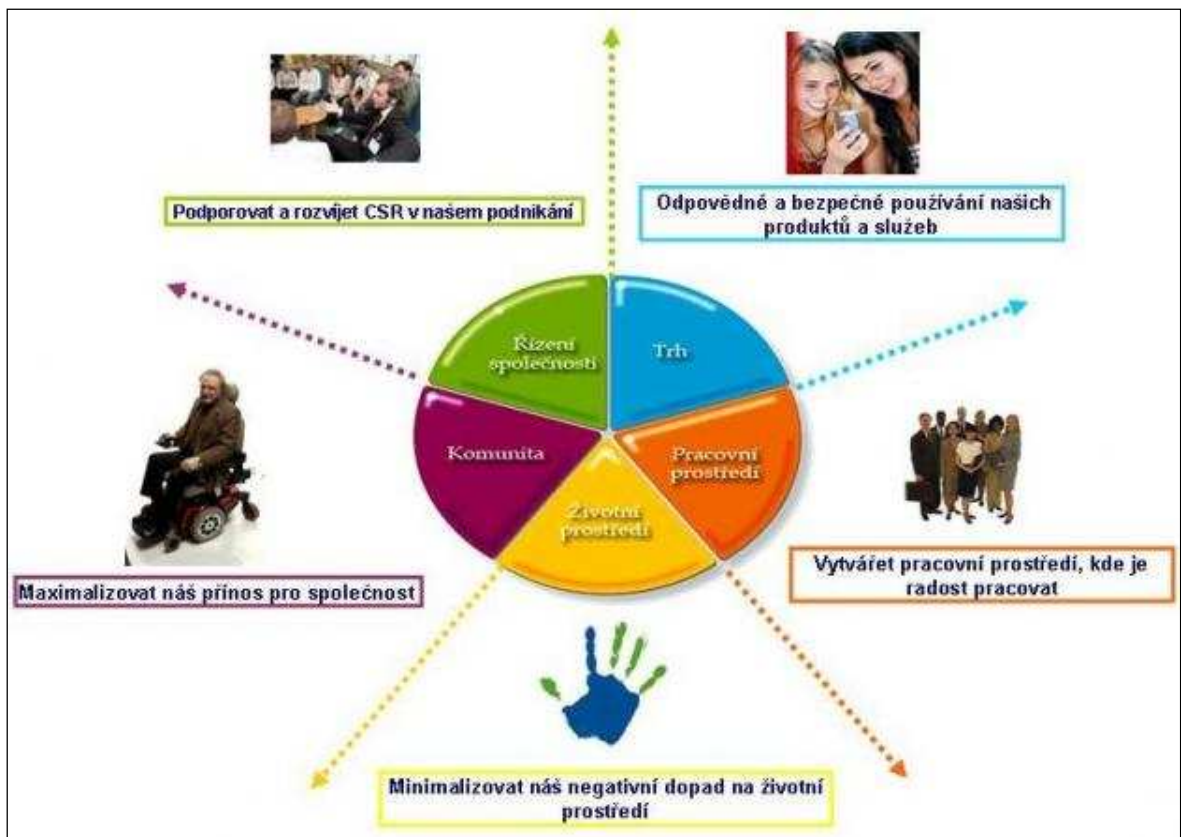 Podporovat a rozvíjet CSR v našem podnikání
Odpovědné a bezpečné používání našich
produktů a služeb
Řízení
společnosti
Trh
Komunita
Pracovní
prostředí
Životní
prostředí
Maximalizovat náš přínos pro společnost
Vytvářet pracovní prostředí, kde je
radost pracovat
Minimalizovat náš negativní dopad na životní
prostředí